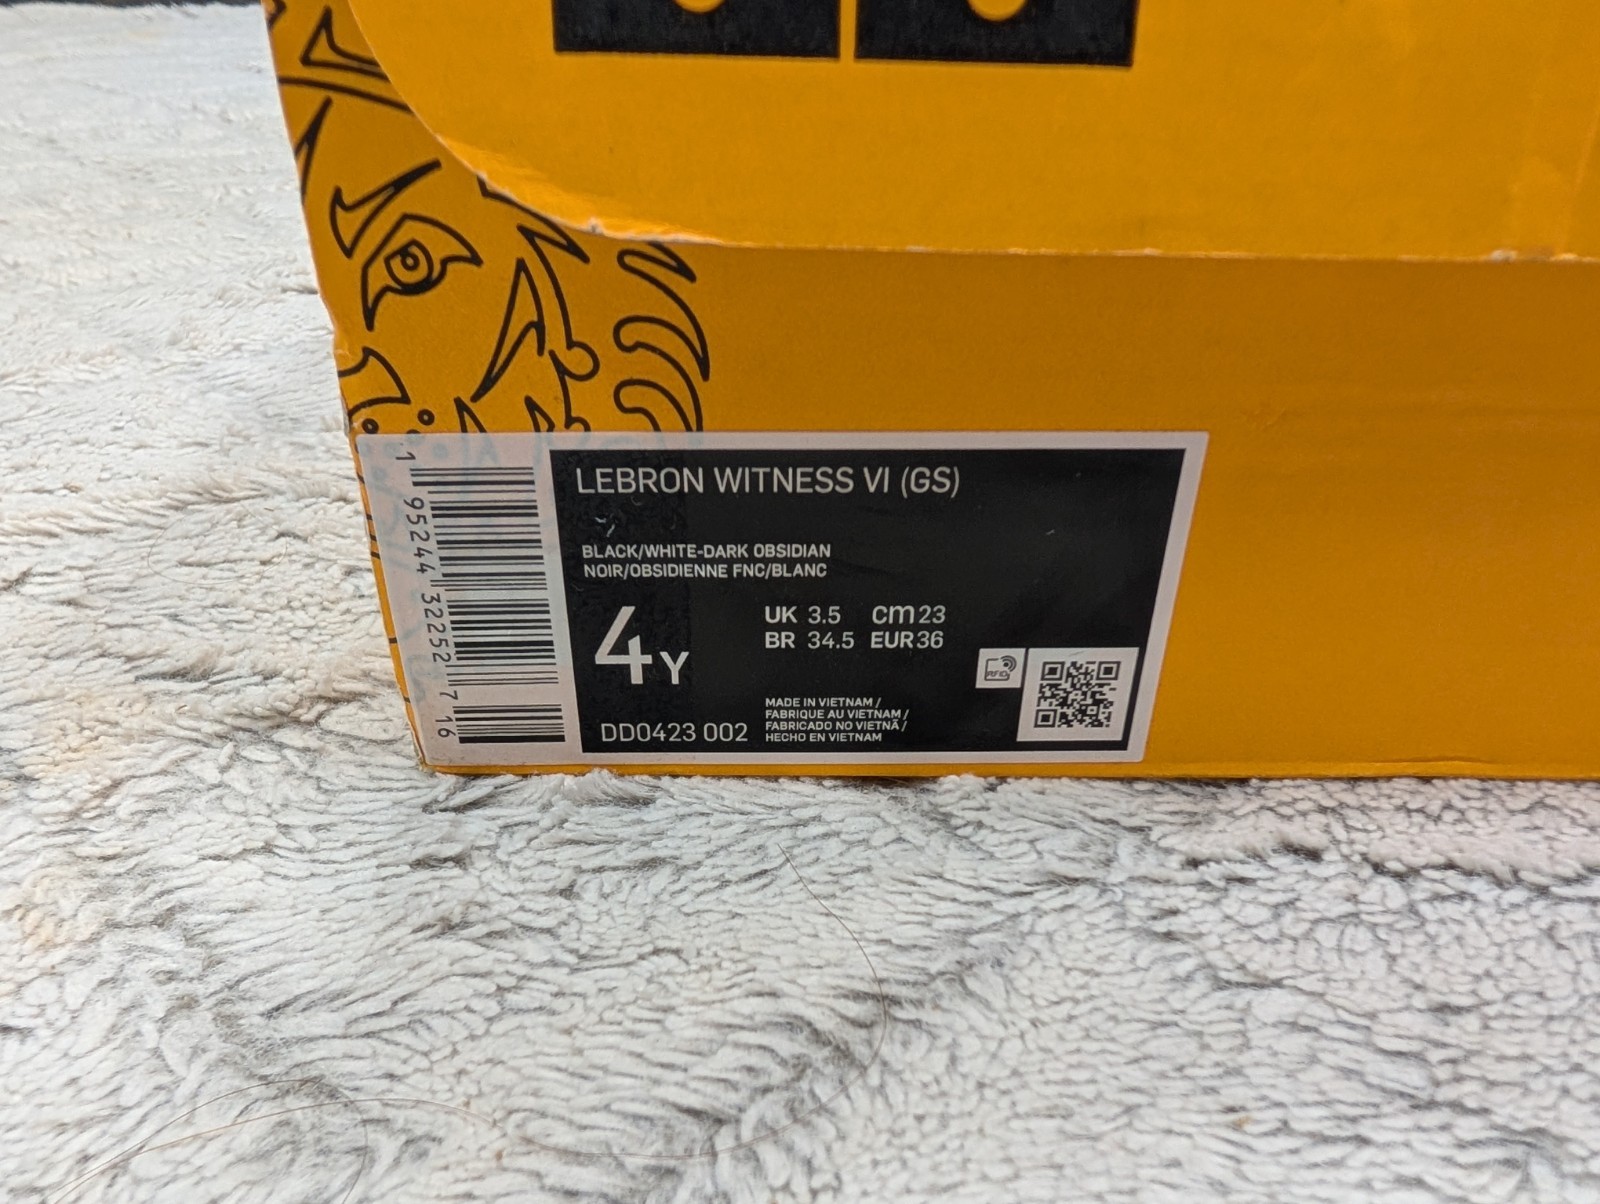 LEBRON WITNESS VI (GS)
BLACK/WHITE-DARK OBSIDIAN
NOIR/OBSIDIENNE FNC/BLANC
4Y
UK 3.5 cm 23
BR 34.5 EUR 36
RFID
DD0423 002
MADE IN VIETNAM /
FABRIQUE AU VIETNAM /
FABRICADO NO VIETNÃ /
HECHO EN VIETNAM
1 95244 32252 7 16